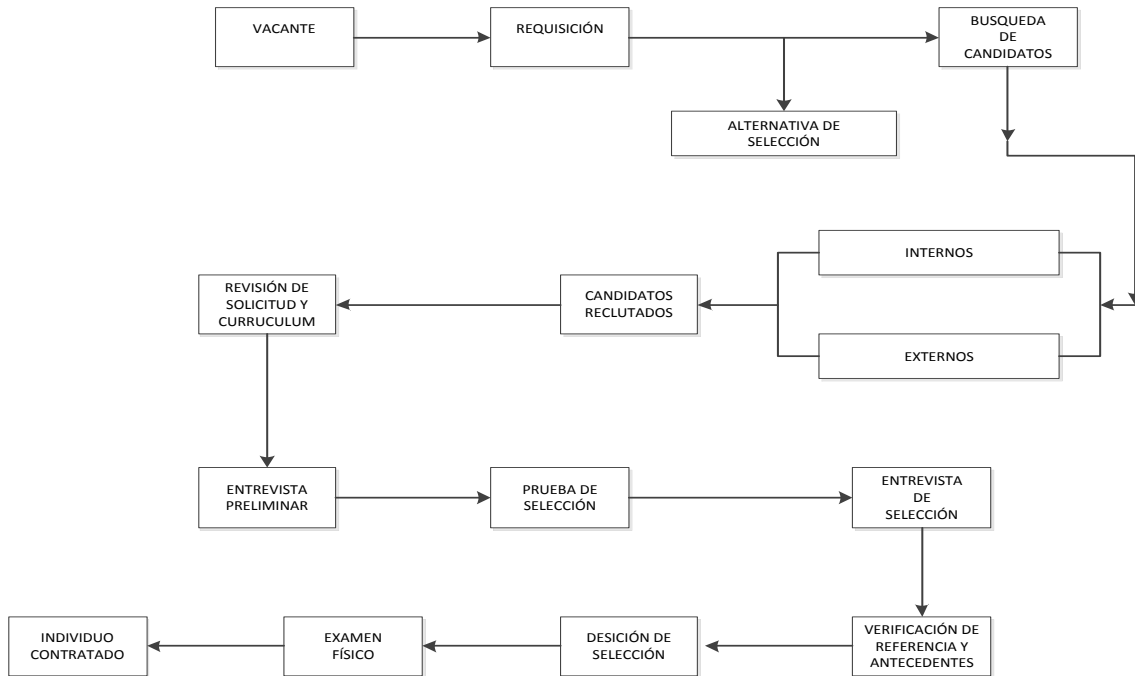 VACANTE
REQUISICIÓN
BUSQUEDA
DE
CANDIDATOS
ALTERNATIVA DE
SELECCIÓN
INTERNOS
EXTERNOS
CANDIDATOS
RECLUTADOS
REVISIÓN DE
SOLICITUD Y
CURRUCULUM
ENTREVISTA
PRELIMINAR
PRUEBA DE
SELECCIÓN
ENTREVISTA
DE
SELECCIÓN
VERIFICACIÓN DE
REFERENCIA Y
ANTECEDENTES
DESICIÓN DE
SELECCIÓN
EXAMEN
FÍSICO
INDIVIDUO
CONTRATADO